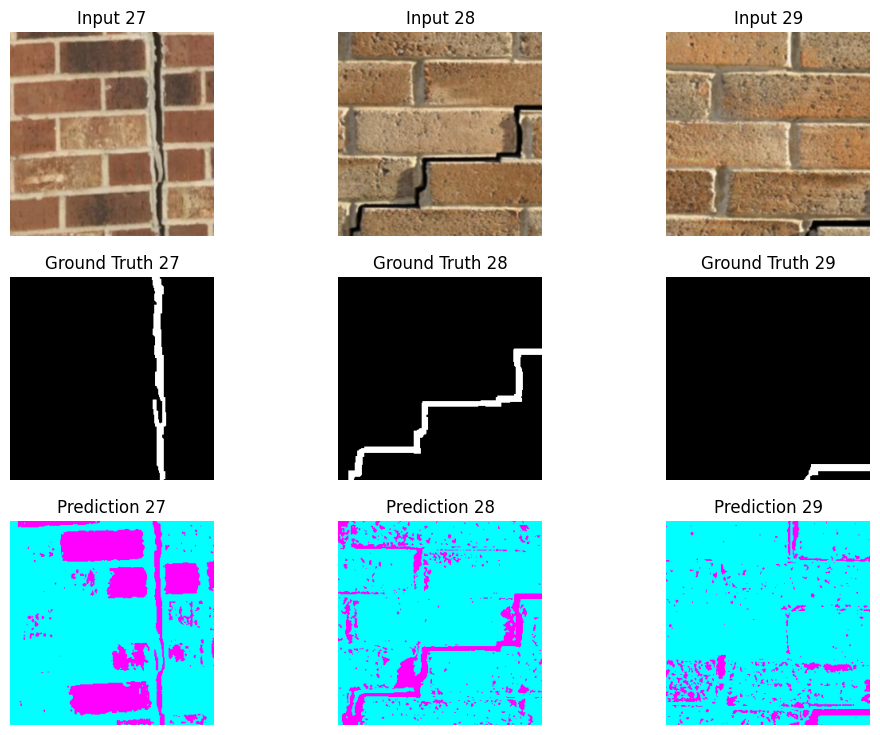 Input 27
Input 28
Input 29
Ground Truth 27
Ground Truth 28
Ground Truth 29
Prediction 27
Prediction 28
Prediction 29